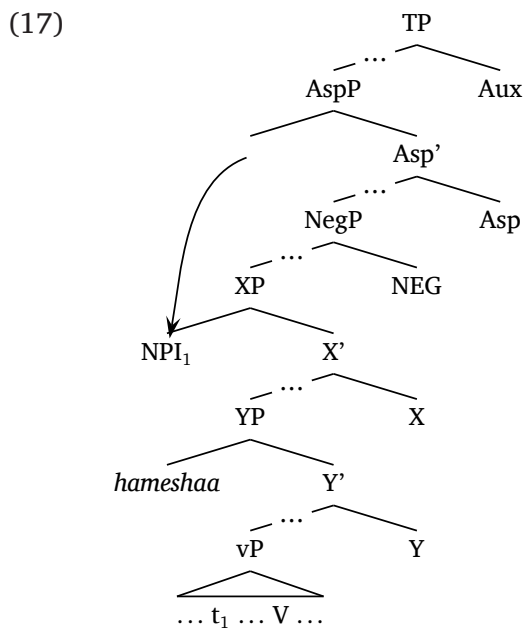 (17) TP
...
AspP Aux
Asp’
...
NegP Asp
...
XP NEG
NPI₁ X’
...
YP X
hameshaa Y’
...
vP Y
... t₁ ... V ...